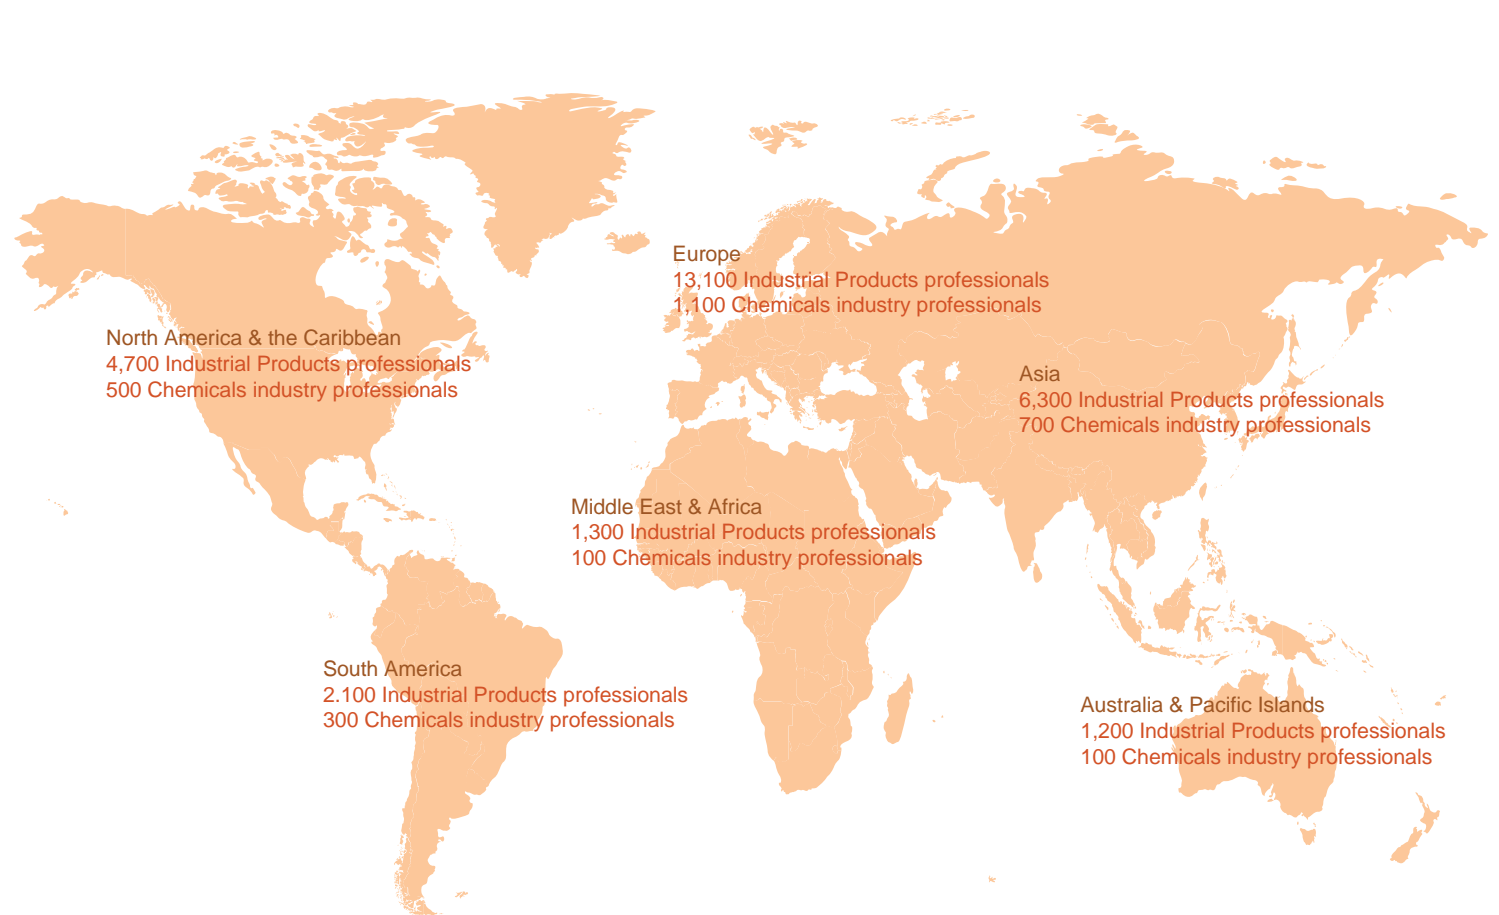 Europe
13,100 Industrial Products professionals
1,100 Chemicals industry professionals
North America & the Caribbean
4,700 Industrial Products professionals
500 Chemicals industry professionals
Asia
6,300 Industrial Products professionals
700 Chemicals industry professionals
Middle East & Africa
1,300 Industrial Products professionals
100 Chemicals industry professionals
South America
2.100 Industrial Products professionals
300 Chemicals industry professionals
Australia & Pacific Islands
1,200 Industrial Products professionals
100 Chemicals industry professionals